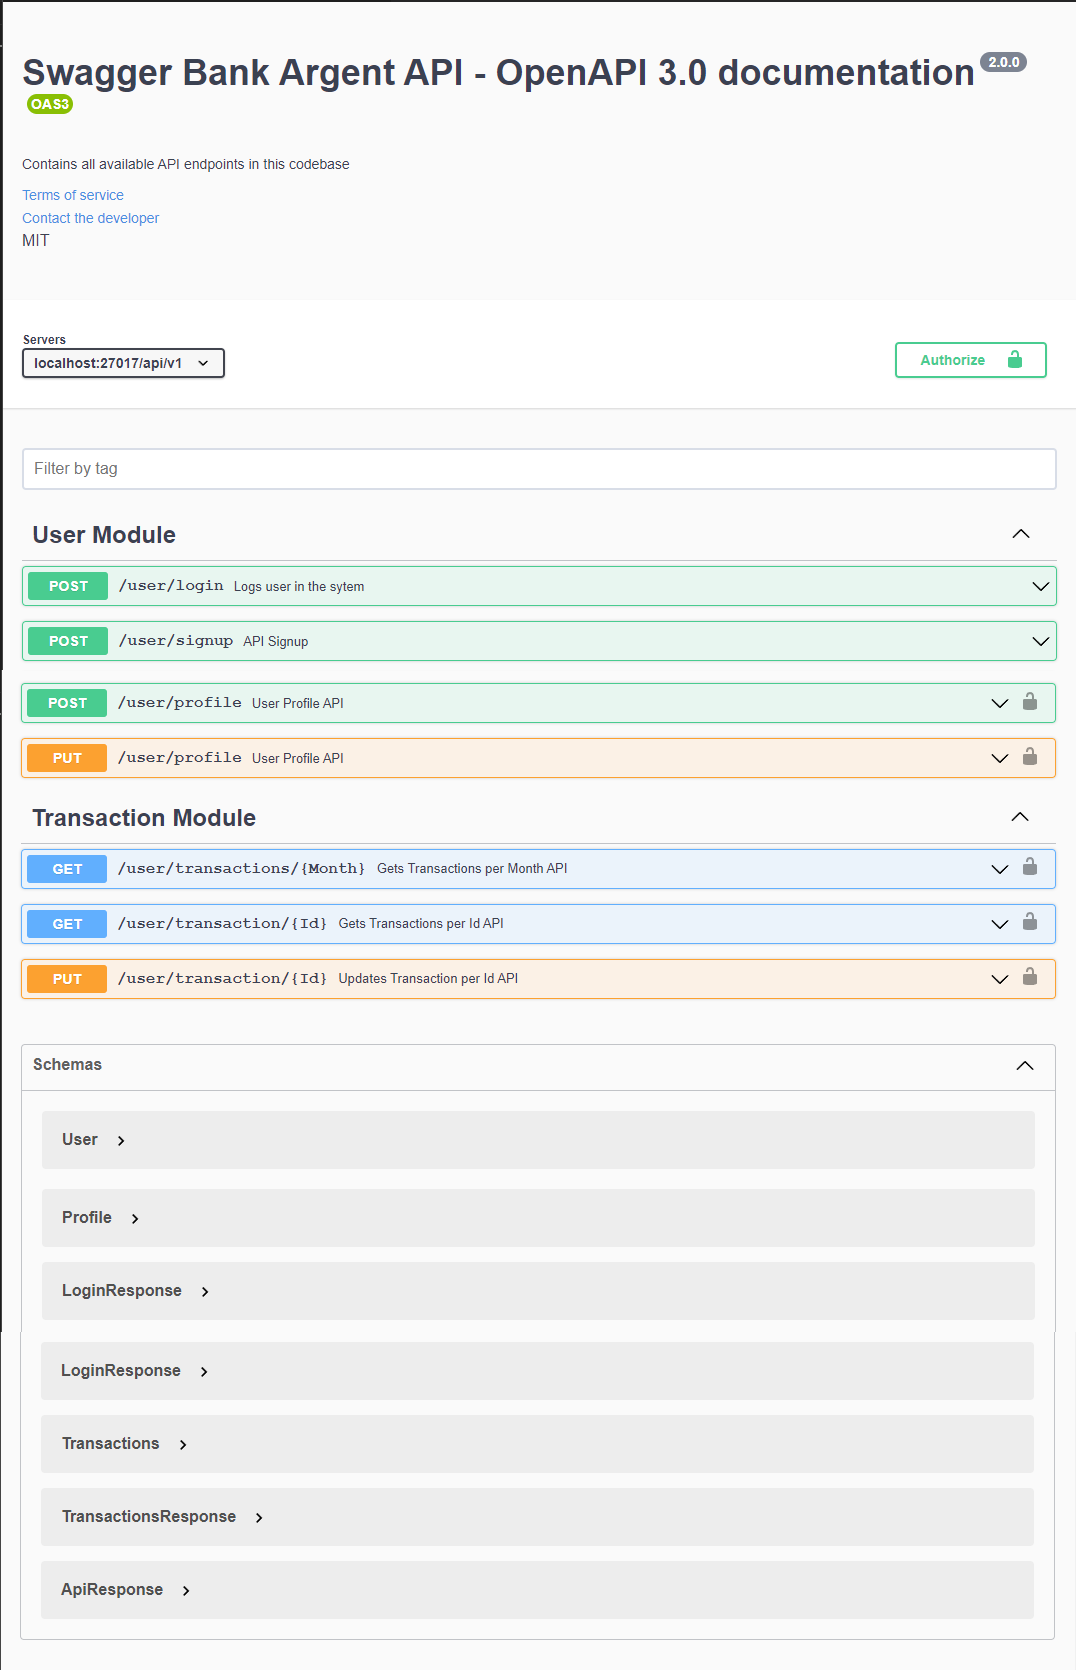 Swagger Bank Argent API - OpenAPI 3.0 documentation 2.0.0
OAS3
Contains all available API endpoints in this codebase
Terms of service
Contact the developer
MIT
Servers
localhost:27017/api/v1
Authorize
Filter by tag
User Module
POST /user/login Logs user in the sytem
POST /user/signup API Signup
POST /user/profile User Profile API
PUT /user/profile User Profile API
Transaction Module
GET /user/transactions/{Month} Gets Transactions per Month API
GET /user/transaction/{Id} Gets Transactions per Id API
PUT /user/transaction/{Id} Updates Transaction per Id API
Schemas
User
Profile
LoginResponse
LoginResponse
Transactions
TransactionsResponse
ApiResponse